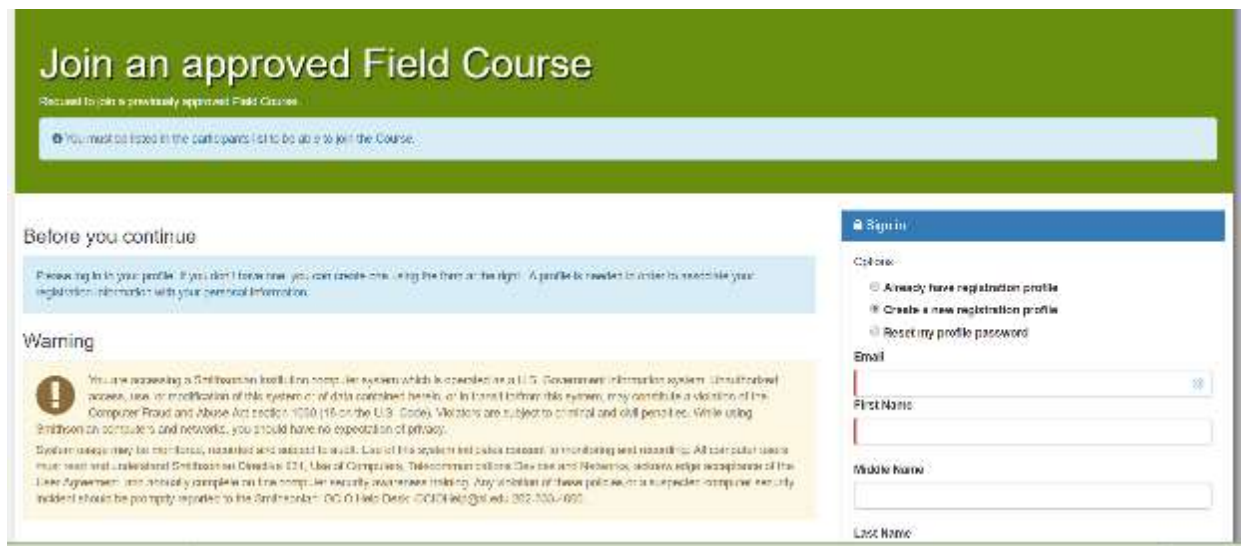 Join an approved Field Course
Request to join a previously approved Field Course.
You must be listed in the participants list to be able to join the Course.
Before you continue
Please log in to your profile. If you don't have one, you can create one using the form at the right. A profile is needed in order to associate your
registration information with your personal information.
Warning
You are accessing a Smithsonian Institution computer system which is operated as a U.S. Government information system. Unauthorized
access, use, or modification of this system or of data contained herein, or in transit to/from this system, may constitute a violation of the
Computer Fraud and Abuse Act section 1030 (18 on the U.S. Code). Violators are subject to criminal and civil penalties. While using
Smithsonian computers and networks, you should have no expectation of privacy.
System usage may be monitored, recorded and subject to audit. Use of this system indicates consent to monitoring and recording. All computer users
must read and understand Smithsonian Directive 931, Use of Computers, Telecommunications Devices and Networks, acknowledge acceptance of the
User Agreement, and annually complete on line computer security awareness training. Any violation of these policies or a suspected computer security
incident should be promptly reported to the Smithsonian OCIO Help Desk
Sign in
Options
Already have registration profile
Create a new registration profile
Reset my profile password
Email
First Name
Middle Name
Last Name